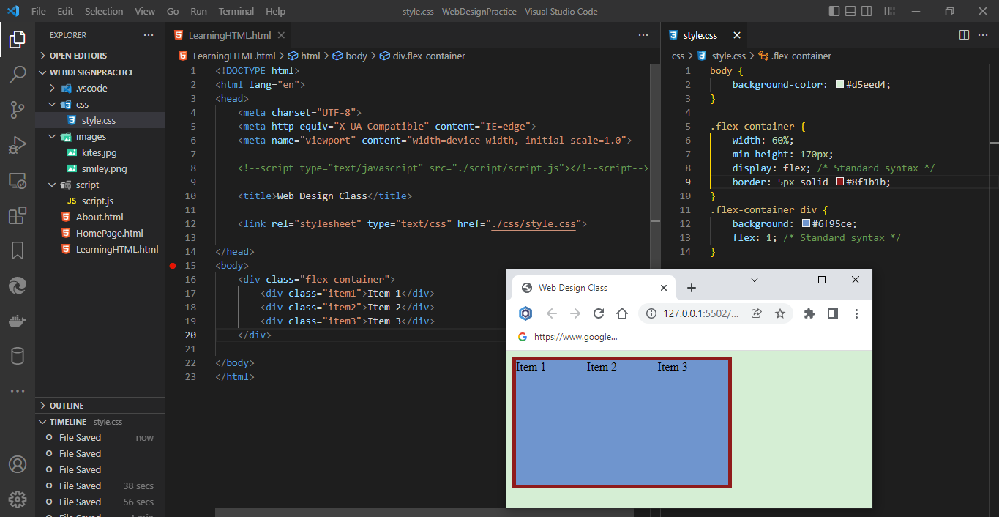 File Edit Selection View Go Run Terminal Help
style.css - WebDesignPractice - Visual Studio Code
EXPLORER
OPEN EDITORS
WEBDESIGNPRACTICE
.vscode
css
style.css
images
kites.jpg
smiley.png
script
JS script.js
About.html
HomePage.html
LearningHTML.html
OUTLINE
TIMELINE style.css
File Saved now
File Saved
File Saved
File Saved 38 secs
File Saved 56 secs
File Saved 1 min
LearningHTML.html
LearningHTML.html > html > body > div.flex-container
1 <!DOCTYPE html>
2 <html lang="en">
3 <head>
4 <meta charset="UTF-8">
5 <meta http-equiv="X-UA-Compatible" content="IE=edge">
6 <meta name="viewport" content="width=device-width, initial-scale=1.0">
7
8 <!--script type="text/javascript" src="./script/script.js"></!--script-->
9
10 <title>Web Design Class</title>
11
12 <link rel="stylesheet" type="text/css" href="./css/style.css">
13
14 </head>
15 <body>
16 <div class="flex-container">
17 <div class="item1">Item 1</div>
18 <div class="item2">Item 2</div>
19 <div class="item3">Item 3</div>
20 </div>
21
22 </body>
23 </html>
style.css
css > style.css > .flex-container
1 body {
2 background-color: #d5eed4;
3 }
4
5 .flex-container {
6 width: 60%;
7 min-height: 170px;
8 display: flex; /* Standard syntax */
9 border: 5px solid #8f1b1b;
10 }
11 .flex-container div {
12 background: #6f95ce;
13 flex: 1; /* Standard syntax */
14 }
Web Design Class
127.0.0.1:5502/...
https://www.google...
Item 1 Item 2 Item 3